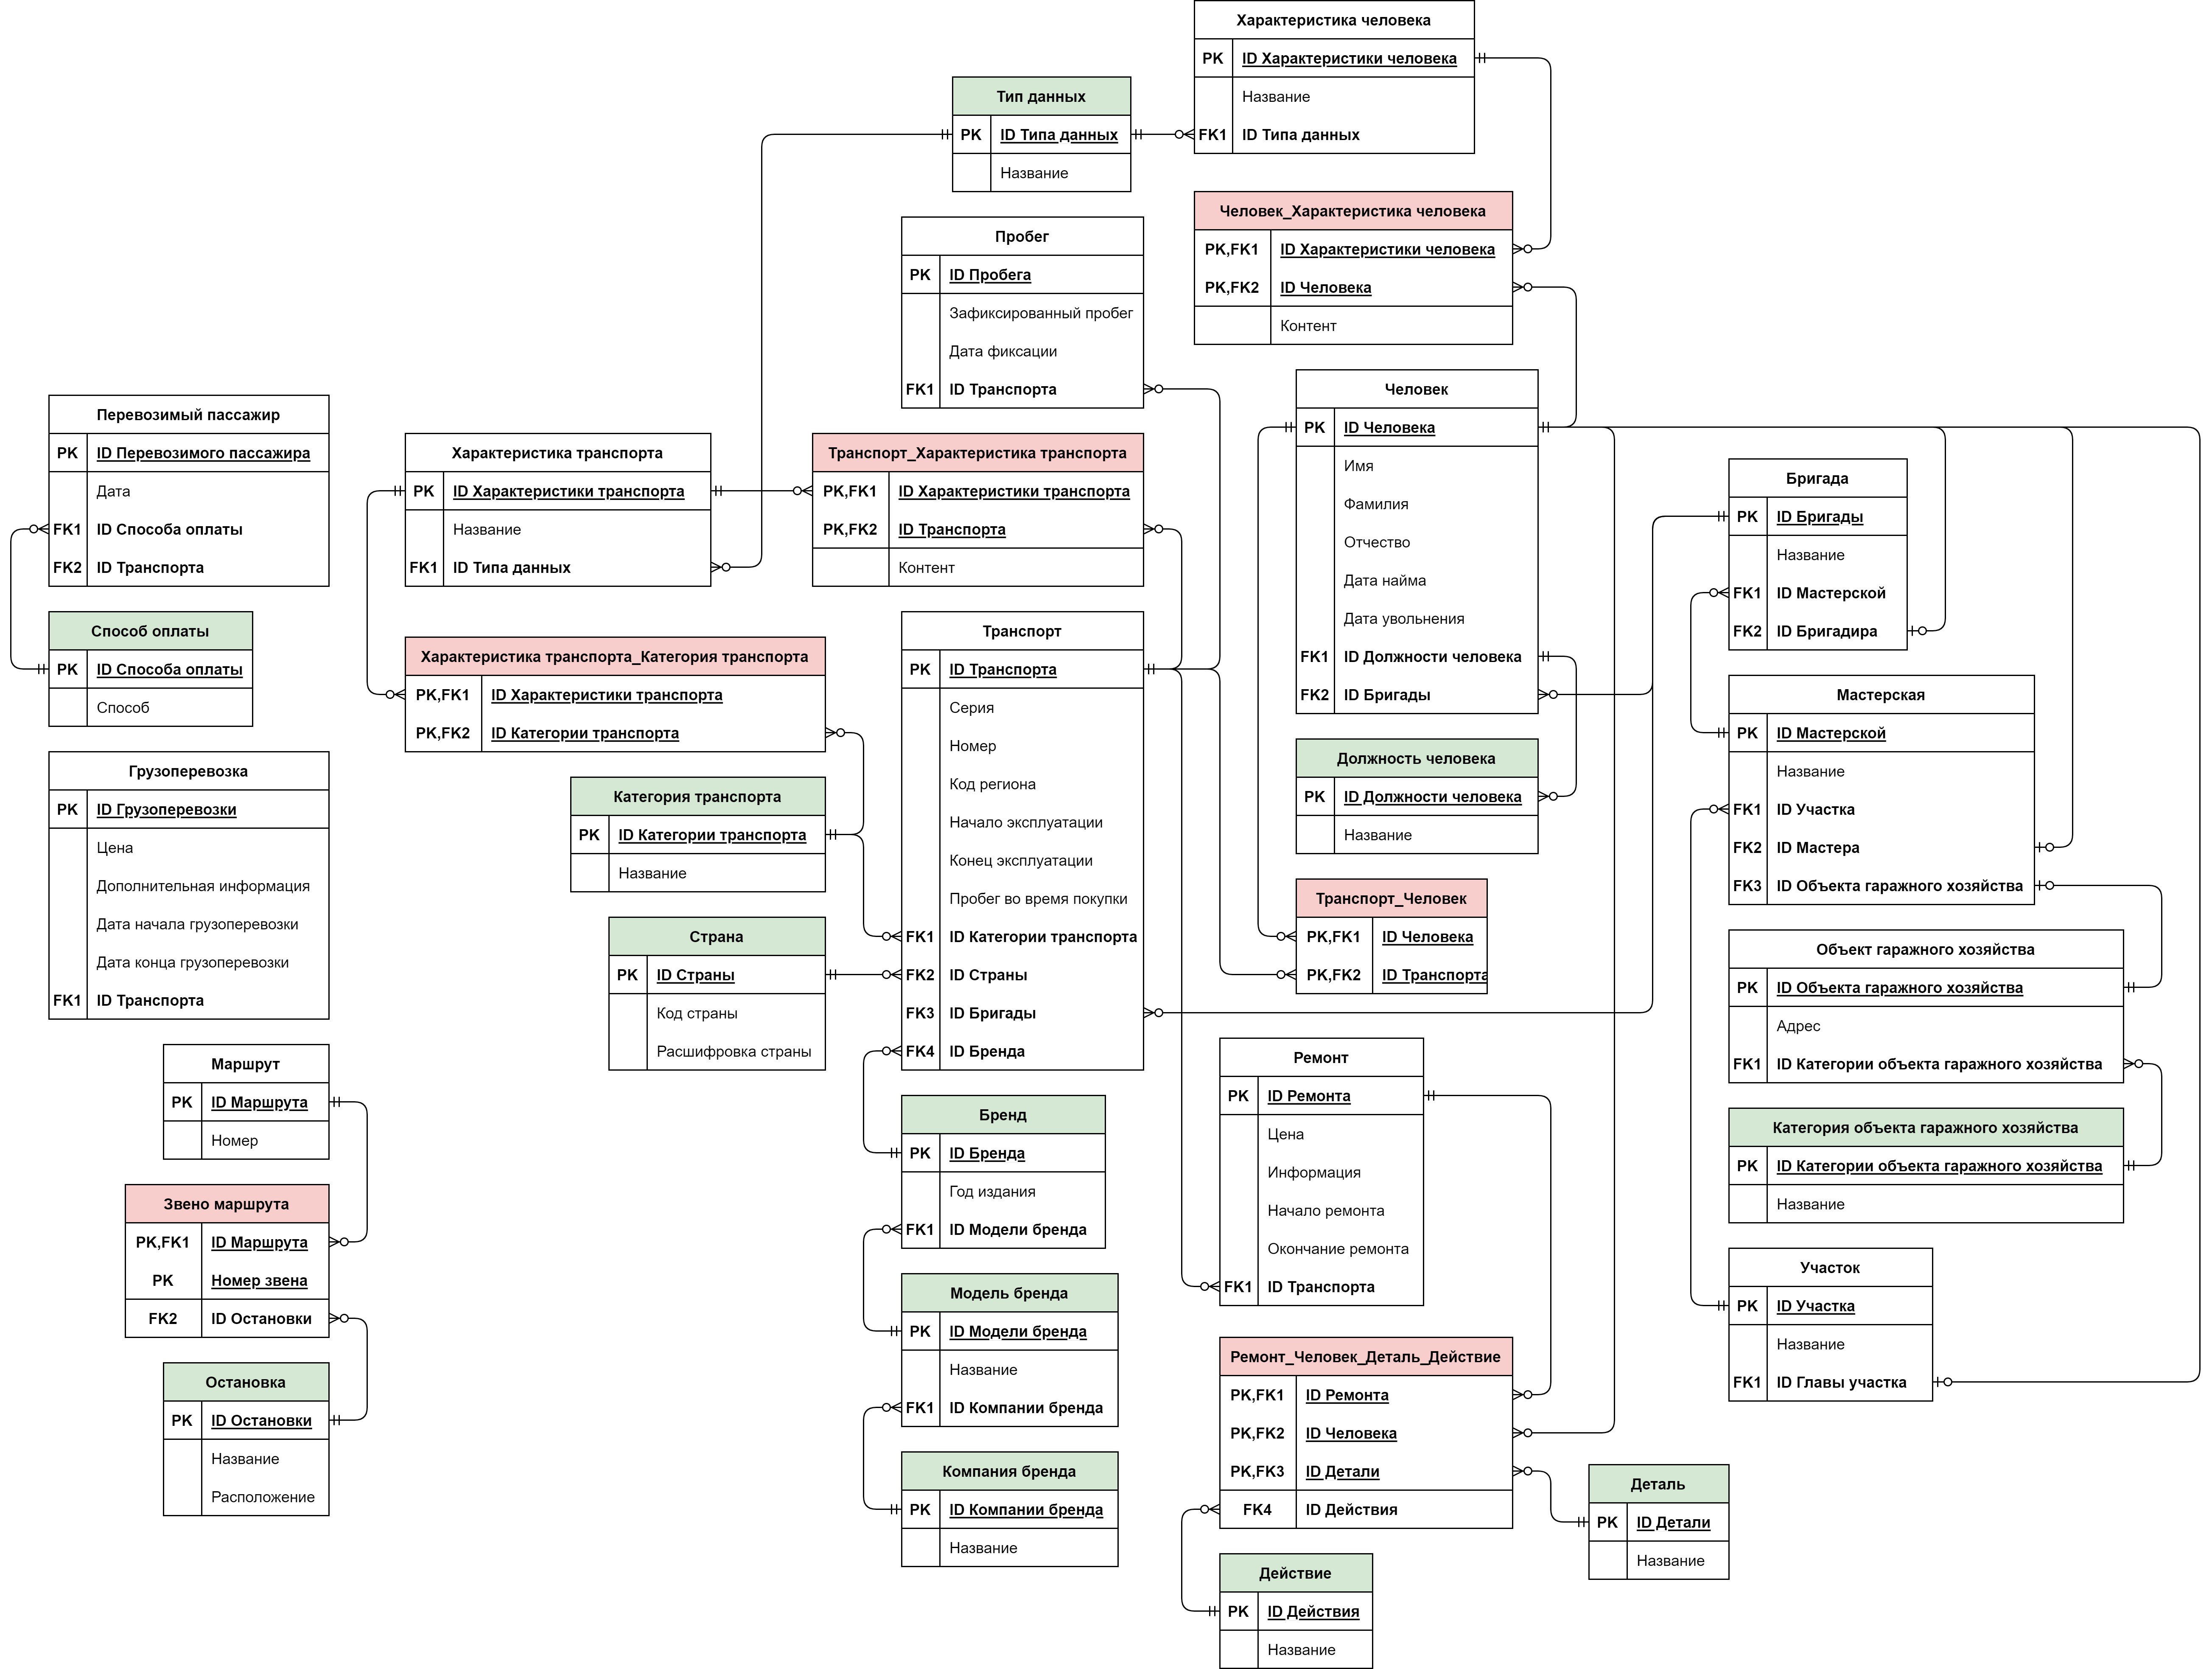 Характеристика человека
PK ID Характеристики человека
Название
FK1 ID Типа данных
Тип данных
PK ID Типа данных
Название
Человек_Характеристика человека
PK,FK1 ID Характеристики человека
PK,FK2 ID Человека
Контент
Пробег
PK ID Пробега
Зафиксированный пробег
Дата фиксации
FK1 ID Транспорта
Перевозимый пассажир
PK ID Перевозимого пассажира
Дата
FK1 ID Способа оплаты
FK2 ID Транспорта
Способ оплаты
PK ID Способа оплаты
Способ
Грузоперевозка
PK ID Грузоперевозки
Цена
Дополнительная информация
Дата начала грузоперевозки
Дата конца грузоперевозки
FK1 ID Транспорта
Маршрут
PK ID Маршрута
Номер
Звено маршрута
PK,FK1 ID Маршрута
PK Номер звена
FK2 ID Остановки
Остановка
PK ID Остановки
Название
Расположение
Характеристика транспорта
PK ID Характеристики транспорта
Название
FK1 ID Типа данных
Характеристика транспорта_Категория транспорта
PK,FK1 ID Характеристики транспорта
PK,FK2 ID Категории транспорта
Категория транспорта
PK ID Категории транспорта
Название
Страна
PK ID Страны
Код страны
Расшифровка страны
Транспорт_Характеристика транспорта
PK,FK1 ID Характеристики транспорта
PK,FK2 ID Транспорта
Контент
Транспорт
PK ID Транспорта
Серия
Номер
Код региона
Начало эксплуатации
Конец эксплуатации
Пробег во время покупки
FK1 ID Категории транспорта
FK2 ID Страны
FK3 ID Бригады
FK4 ID Бренда
Бренд
PK ID Бренда
Год издания
FK1 ID Модели бренда
Модель бренда
PK ID Модели бренда
Название
FK1 ID Компании бренда
Компания бренда
PK ID Компании бренда
Название
Человек
PK ID Человека
Имя
Фамилия
Отчество
Дата найма
Дата увольнения
FK1 ID Должности человека
FK2 ID Бригады
Должность человека
PK ID Должности человека
Название
Транспорт_Человек
PK,FK1 ID Человека
PK,FK2 ID Транспорта
Ремонт
PK ID Ремонта
Цена
Информация
Начало ремонта
Окончание ремонта
FK1 ID Транспорта
Ремонт_Человек_Деталь_Действие
PK,FK1 ID Ремонта
PK,FK2 ID Человека
PK,FK3 ID Детали
FK4 ID Действия
Действие
PK ID Действия
Название
Деталь
PK ID Детали
Название
Бригада
PK ID Бригады
Название
FK1 ID Мастерской
FK2 ID Бригадира
Мастерская
PK ID Мастерской
Название
FK1 ID Участка
FK2 ID Мастера
FK3 ID Объекта гаражного хозяйства
Объект гаражного хозяйства
PK ID Объекта гаражного хозяйства
Адрес
FK1 ID Категории объекта гаражного хозяйства
Категория объекта гаражного хозяйства
PK ID Категории объекта гаражного хозяйства
Название
Участок
PK ID Участка
Название
FK1 ID Главы участка